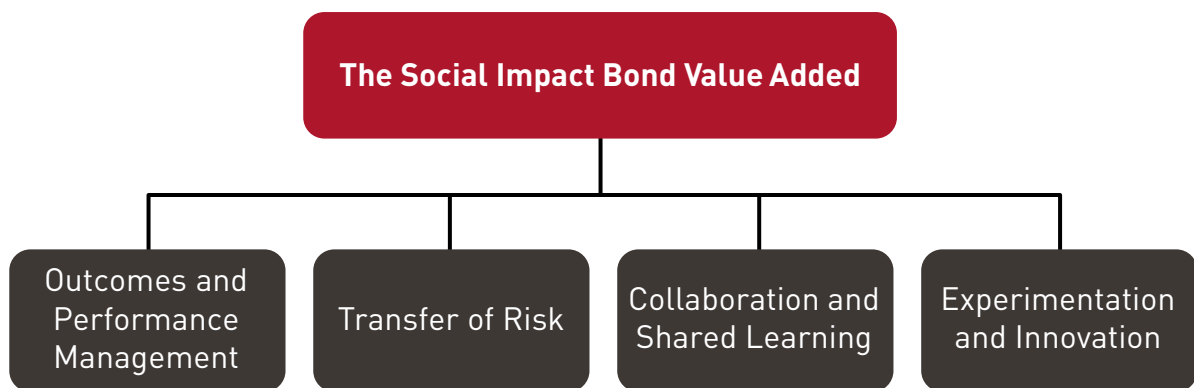 The Social Impact Bond Value Added
Outcomes and
Performance
Management
Transfer of Risk
Collaboration and
Shared Learning
Experimentation
and Innovation